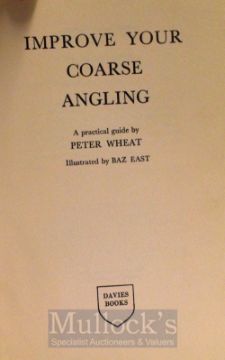 IMPROVE YOUR
COARSE
ANGLING
A practical guide by
PETER WHEAT
Illustrated by BAZ EAST
DAVIES
BOOKS
Mullock's
Specialist Auctioneers & Valuers